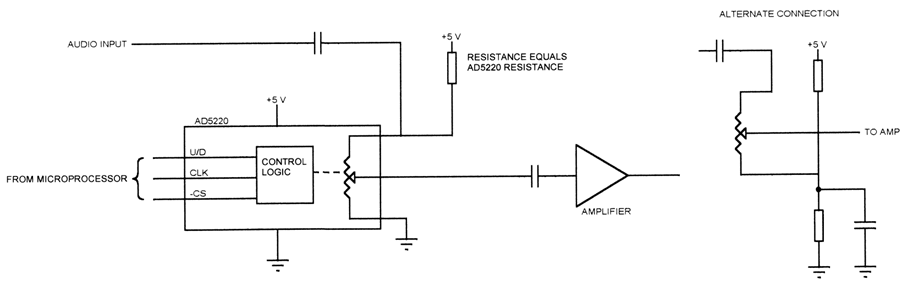 ALTERNATE CONNECTION
AUDIO INPUT
+5 V
RESISTANCE EQUALS
AD5220 RESISTANCE
+5 V
+5 V
AD5220
U/D
CLK
-CS
CONTROL
LOGIC
FROM MICROPROCESSOR
AMPLIFIER
TO AMP